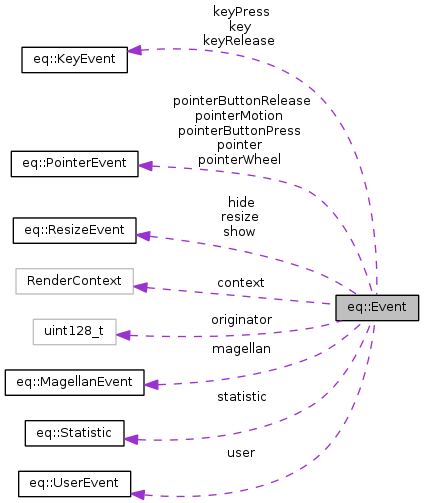 keyPress
key
keyRelease
eq::KeyEvent
pointerButtonRelease
pointerMotion
pointerButtonPress
pointer
pointerWheel
eq::PointerEvent
hide
resize
show
eq::ResizeEvent
context
RenderContext
eq::Event
originator
uint128_t
magellan
eq::MagellanEvent
statistic
eq::Statistic
user
eq::UserEvent